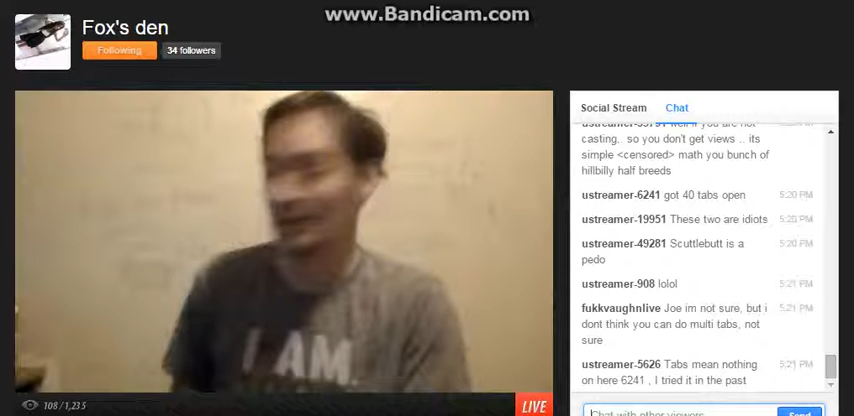 www.Bandicam.com
Fox's den
Following
34 followers
Social Stream Chat
casting.. so you don't get views .. its
simple <censored> math you bunch of
hillbilly half breeds
ustreamer-6241 got 40 tabs open 5:20 PM
ustreamer-19951 These two are idiots 5:20 PM
ustreamer-49281 Scuttlebutt is a 5:20 PM
pedo
ustreamer-908 lolol 5:21 PM
fukkvaughnlive Joe im not sure, but i 5:21 PM
dont think you can do multi tabs, not
sure
ustreamer-5626 Tabs mean nothing 5:21 PM
on here 6241 , I tried it in the past
I AM.
108 / 1,235
LIVE
Chat with other viewers
Send